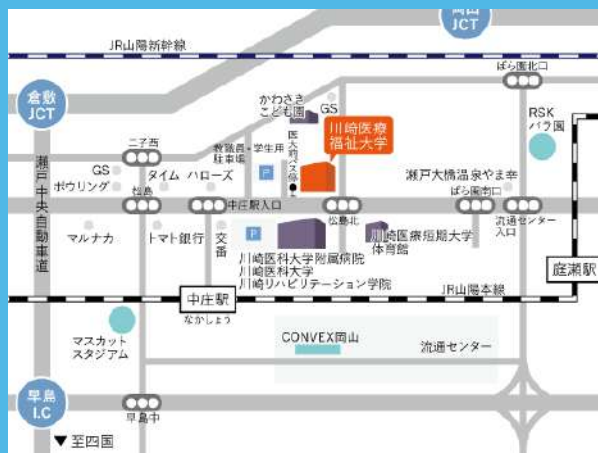 岡山
JCT
JR山陽新幹線
ばら園北口
倉敷
JCT
かわさき
こども園
GS
RSK
バラ園
川崎医療
福祉大学
二子西
教職員・学生用
駐車場
医大前バス停
P
GS
ボウリング
タイム
ハローズ
瀬戸大橋温泉やま幸
ばら園南口
瀬戸中央自動車道
松島
中庄駅入口
松島北
流通センター
入口
マルナカ
トマト銀行
交番
P
川崎医療短期大学
体育館
川崎医科大学附属病院
川崎医科大学
川崎リハビリテーション学院
庭瀬駅
中庄駅
なかしょう
JR山陽本線
マスカット
スタジアム
CONVEX岡山
流通センター
早島
I.C
早島中
▼至四国